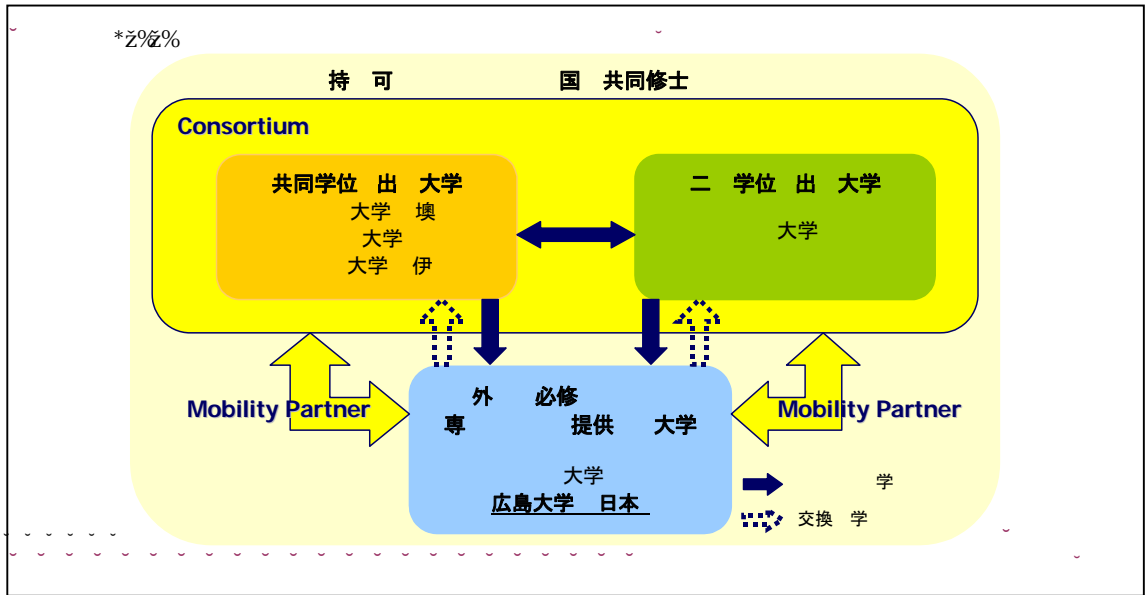 *ž%ž%
持 可 国 共同修士
Consortium
共同学位 出 大学
大学 墺
大学
大学 伊
二 学位 出 大学
大学
Mobility Partner
外 必修
専 提供 大学
大学
広島大学 日本
Mobility Partner
学
交換 学